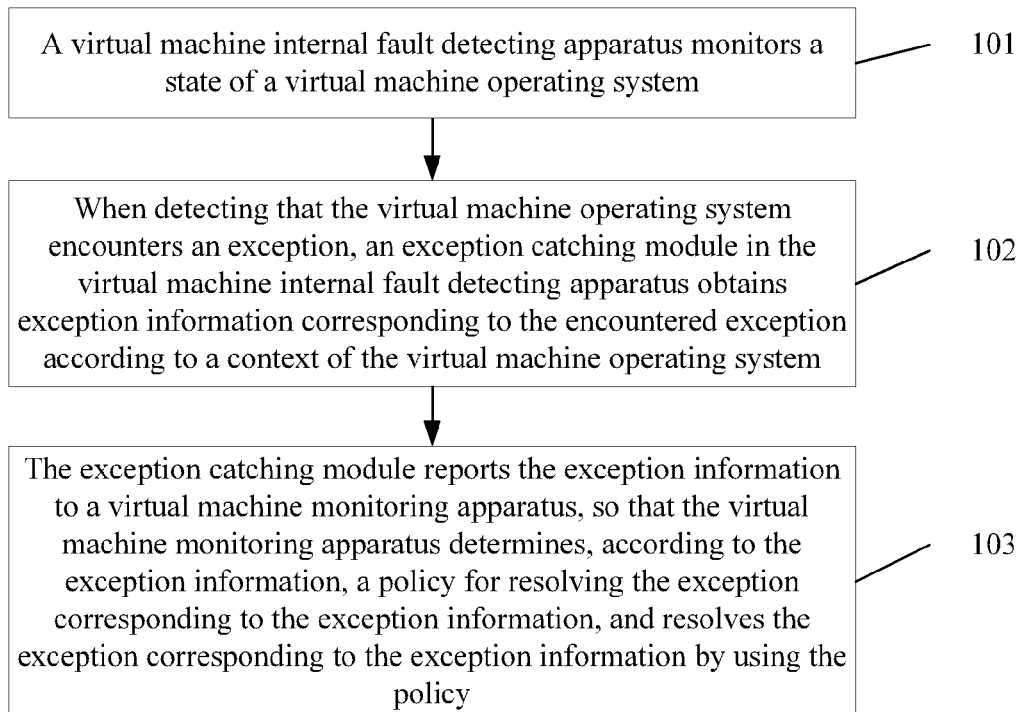 A virtual machine internal fault detecting apparatus monitors a
state of a virtual machine operating system
101
When detecting that the virtual machine operating system
encounters an exception, an exception catching module in the
virtual machine internal fault detecting apparatus obtains
exception information corresponding to the encountered exception
according to a context of the virtual machine operating system
102
The exception catching module reports the exception information
to a virtual machine monitoring apparatus, so that the virtual
machine monitoring apparatus determines, according to the
exception information, a policy for resolving the exception
corresponding to the exception information, and resolves the
exception corresponding to the exception information by using the
policy
103